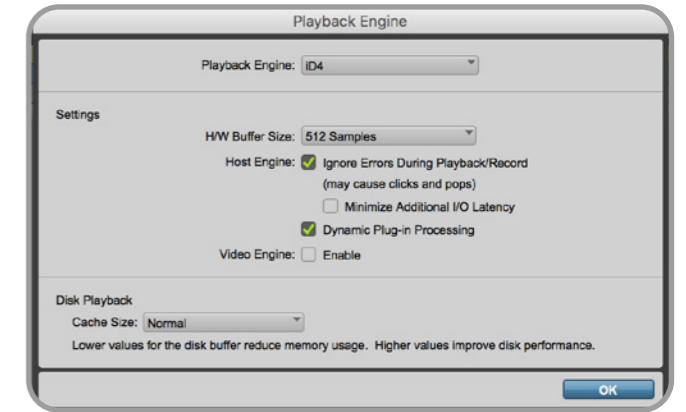 Playback Engine
Playback Engine: iD4
Settings
H/W Buffer Size: 512 Samples
Host Engine: Ignore Errors During Playback/Record
(may cause clicks and pops)
Minimize Additional I/O Latency
Dynamic Plug-in Processing
Video Engine: Enable
Disk Playback
Cache Size: Normal
Lower values for the disk buffer reduce memory usage. Higher values improve disk performance.
OK